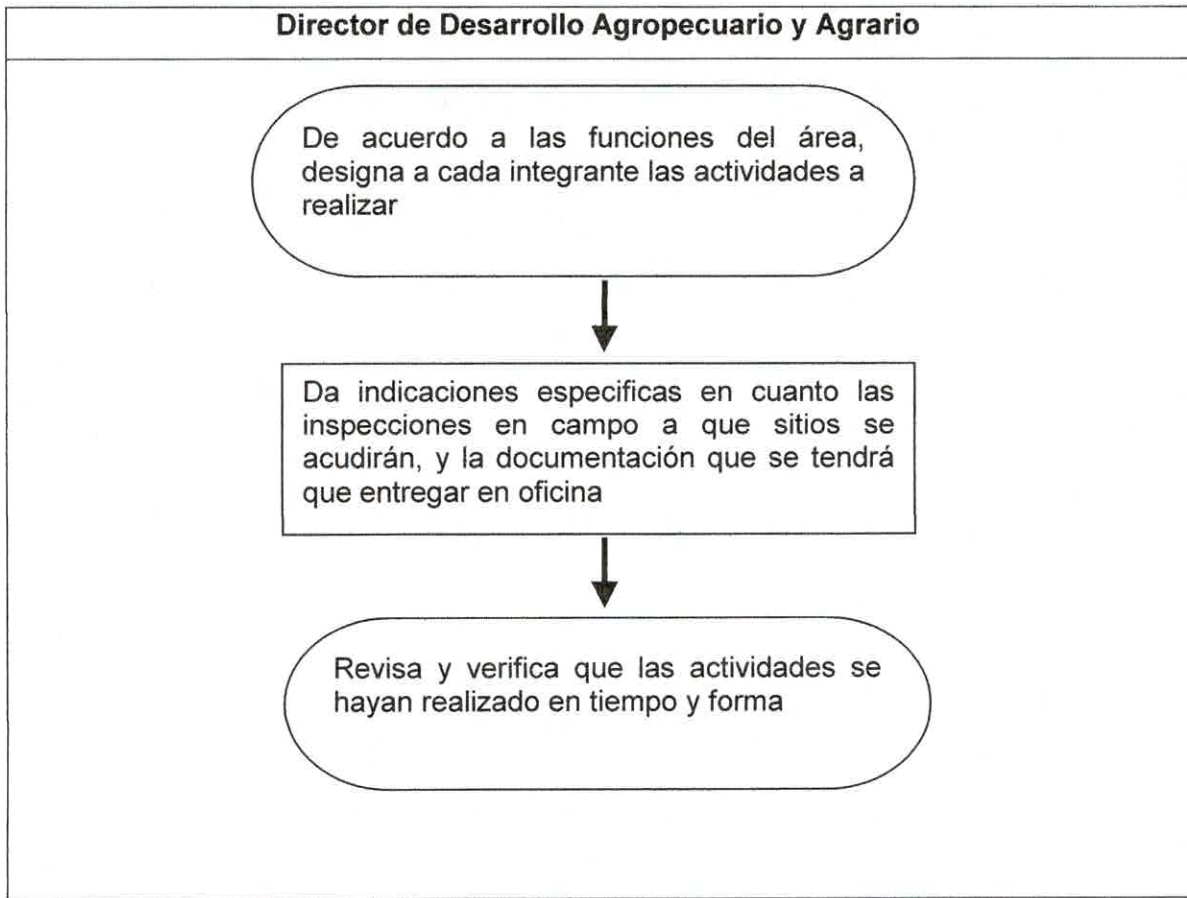 Director de Desarrollo Agropecuario y Agrario
De acuerdo a las funciones del área,
designa a cada integrante las actividades a
realizar
Da indicaciones especificas en cuanto las
inspecciones en campo a que sitios se
acudirán, y la documentación que se tendrá
que entregar en oficina
Revisa y verifica que las actividades se
hayan realizado en tiempo y forma